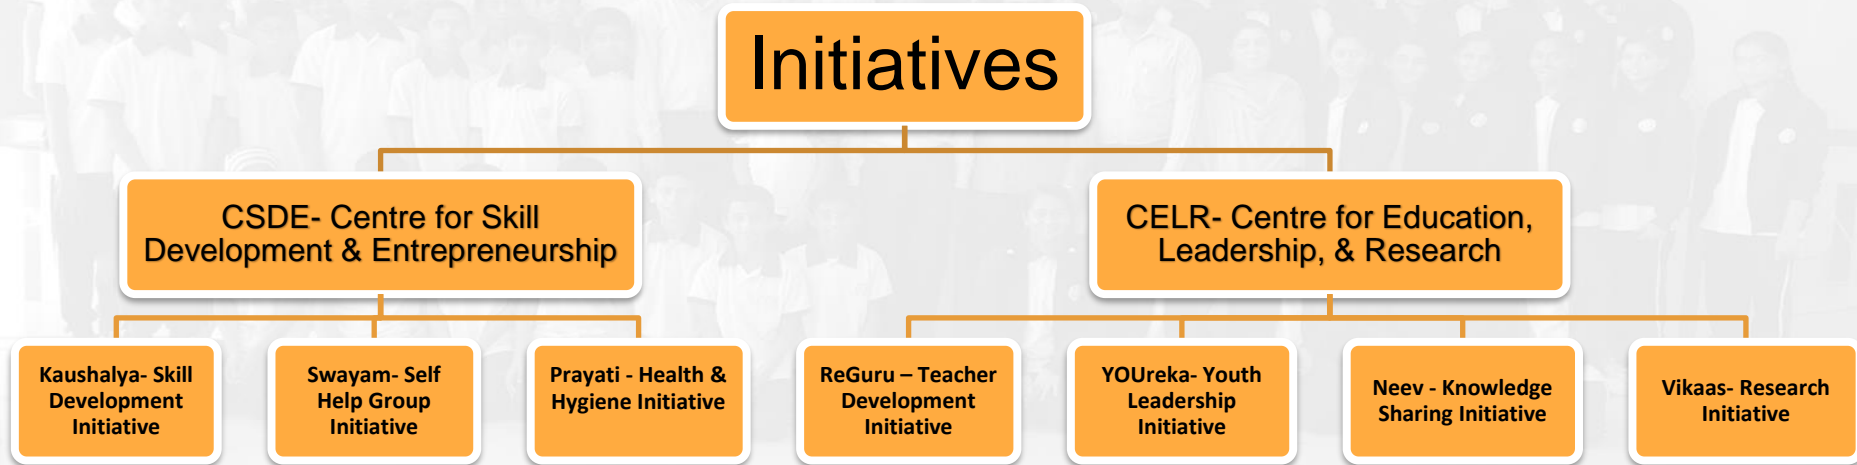 Initiatives
CSDE- Centre for Skill
Development & Entrepreneurship
CELR- Centre for Education,
Leadership, & Research
Kaushalya- Skill
Development
Initiative
Swayam- Self
Help Group
Initiative
Prayati - Health &
Hygiene Initiative
ReGuru – Teacher
Development
Initiative
YOUreka- Youth
Leadership
Initiative
Neev - Knowledge
Sharing Initiative
Vikaas- Research
Initiative